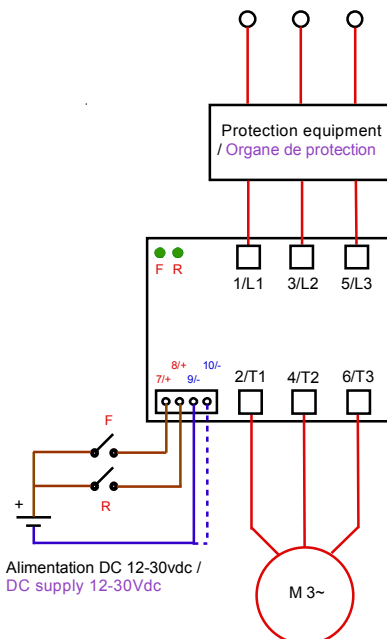 Protection equipment
/ Organe de protection
F R
1/L1 3/L2 5/L3
8/+ 10/-
7/+ 9/-
2/T1 4/T2 6/T3
F
R
+
Alimentation DC 12-30vdc /
DC supply 12-30Vdc
M 3~